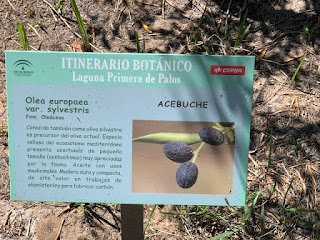 ITINERARIO BOTÁNICO
Laguna Primera de Palos
CEPSA
Olea europaea
var. sylvestris
Fam. Oleáceas
ACEBUCHE
Conocido también como olivo silvestre
es precursor del olivo actual. Especie
valiosa del ecosistema mediterráneo
presenta aceitunas de pequeño
tamaño (acebuchinas) muy apreciadas
por la fauna. Aceite con usos
medicinales. Madera dura y compacta,
de alto valor en trabajos de
ebanistería y para fabricar carbón.